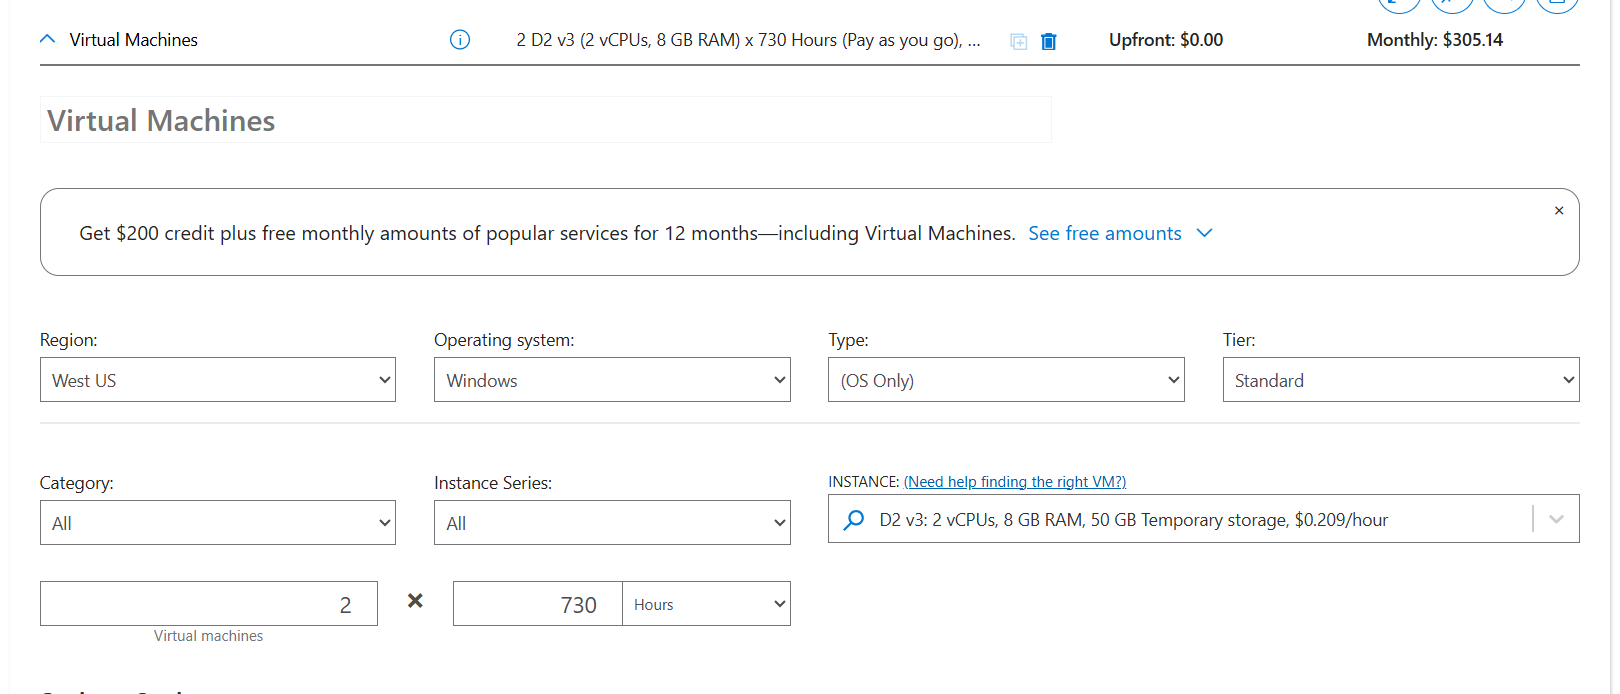 Virtual Machines 2 D2 v3 (2 vCPUs, 8 GB RAM) x 730 Hours (Pay as you go), ... Upfront: $0.00 Monthly: $305.14
Virtual Machines
Get $200 credit plus free monthly amounts of popular services for 12 months—including Virtual Machines. See free amounts
Region: Operating system: Type: Tier:
West US Windows (OS Only) Standard
Category: Instance Series: INSTANCE: (Need help finding the right VM?)
All All D2 v3: 2 vCPUs, 8 GB RAM, 50 GB Temporary storage, $0.209/hour
2 × 730 Hours
Virtual machines